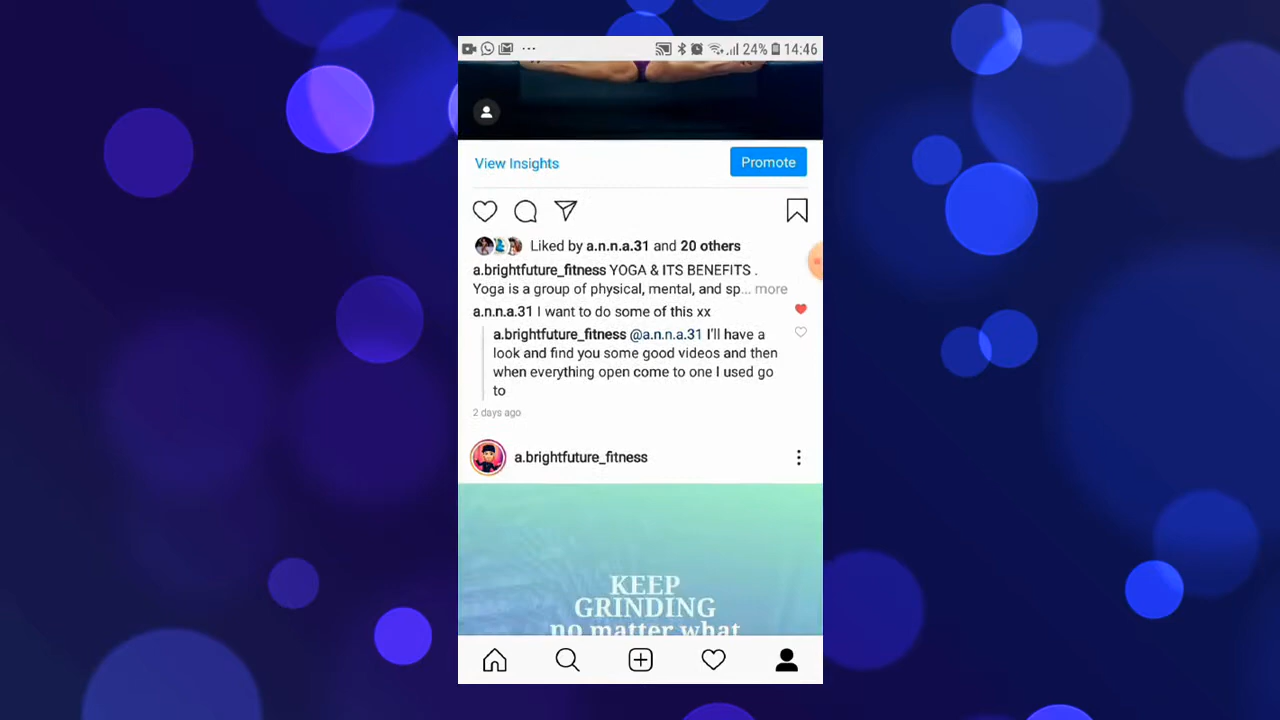 24% 14:46
View Insights
Promote
Liked by a.n.n.a.31 and 20 others
a.brightfuture_fitness YOGA & ITS BENEFITS .
Yoga is a group of physical, mental, and sp... more
a.n.n.a.31 I want to do some of this xx
a.brightfuture_fitness @a.n.n.a.31 I'll have a
look and find you some good videos and then
when everything open come to one I used go
to
2 days ago
a.brightfuture_fitness
KEEP
GRINDING
no matter what